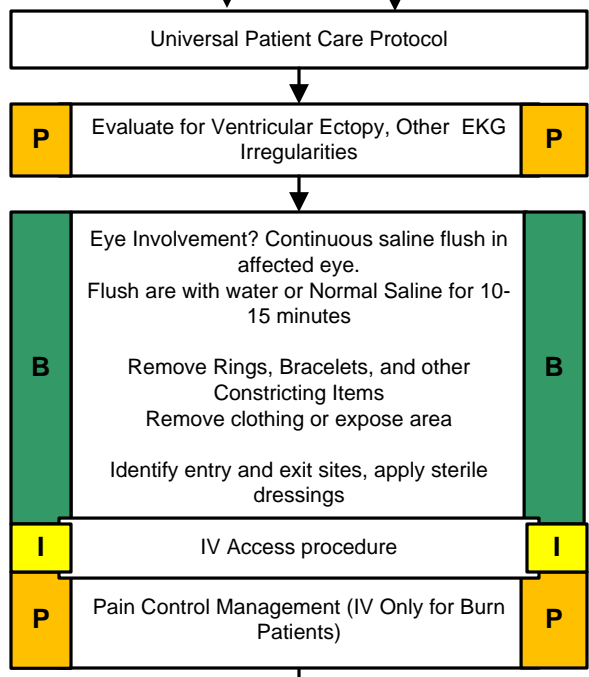 Universal Patient Care Protocol
P Evaluate for Ventricular Ectopy, Other EKG P
Irregularities
Eye Involvement? Continuous saline flush in
affected eye.
Flush are with water or Normal Saline for 10-
15 minutes
B Remove Rings, Bracelets, and other B
Constricting Items
Remove clothing or expose area
Identify entry and exit sites, apply sterile
dressings
I IV Access procedure I
P Pain Control Management (IV Only for Burn P
Patients)